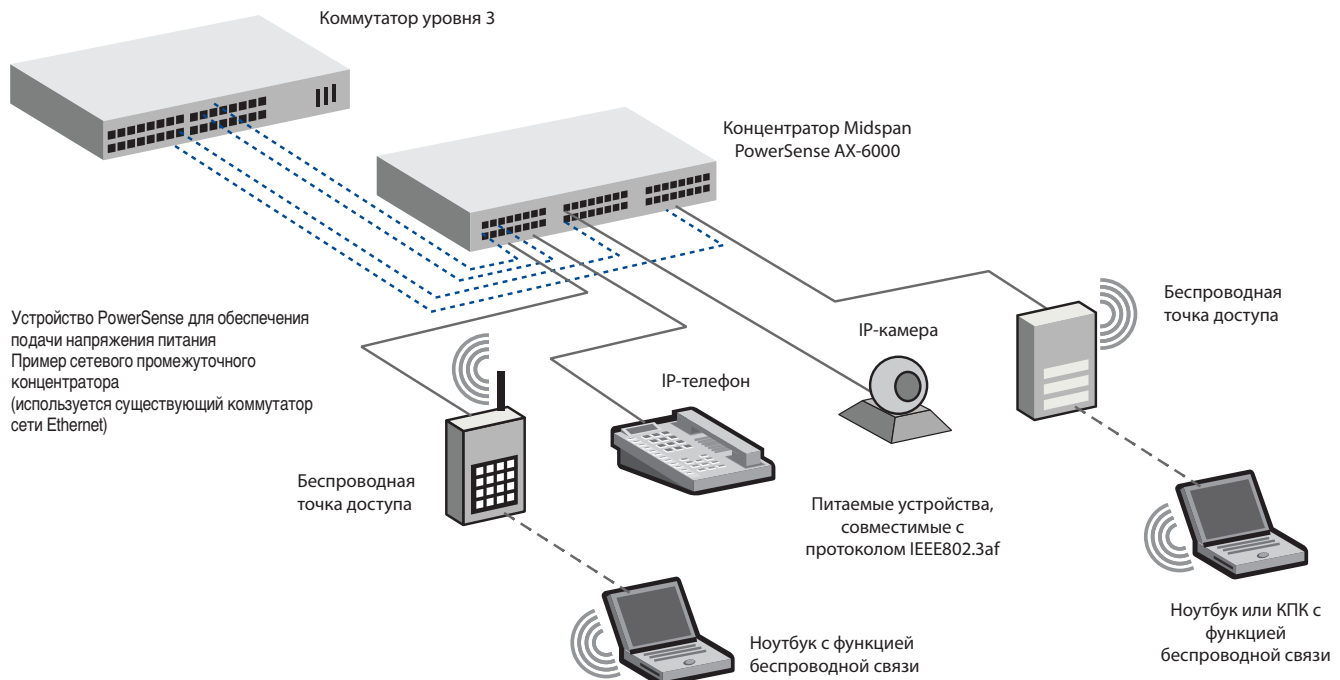 Коммутатор уровня 3
Концентратор Midspan
PowerSense AX-6000
Устройство PowerSense для обеспечения
подачи напряжения питания
Пример сетевого промежуточного
концентратора
(используется существующий коммутатор
сети Ethernet)
Беспроводная
точка доступа
IP-камера
IP-телефон
Беспроводная
точка доступа
Питаемые устройства,
совместимые с
протоколом IEEE802.3af
Ноутбук с функцией
беспроводной связи
Ноутбук или КПК с
функцией
беспроводной связи